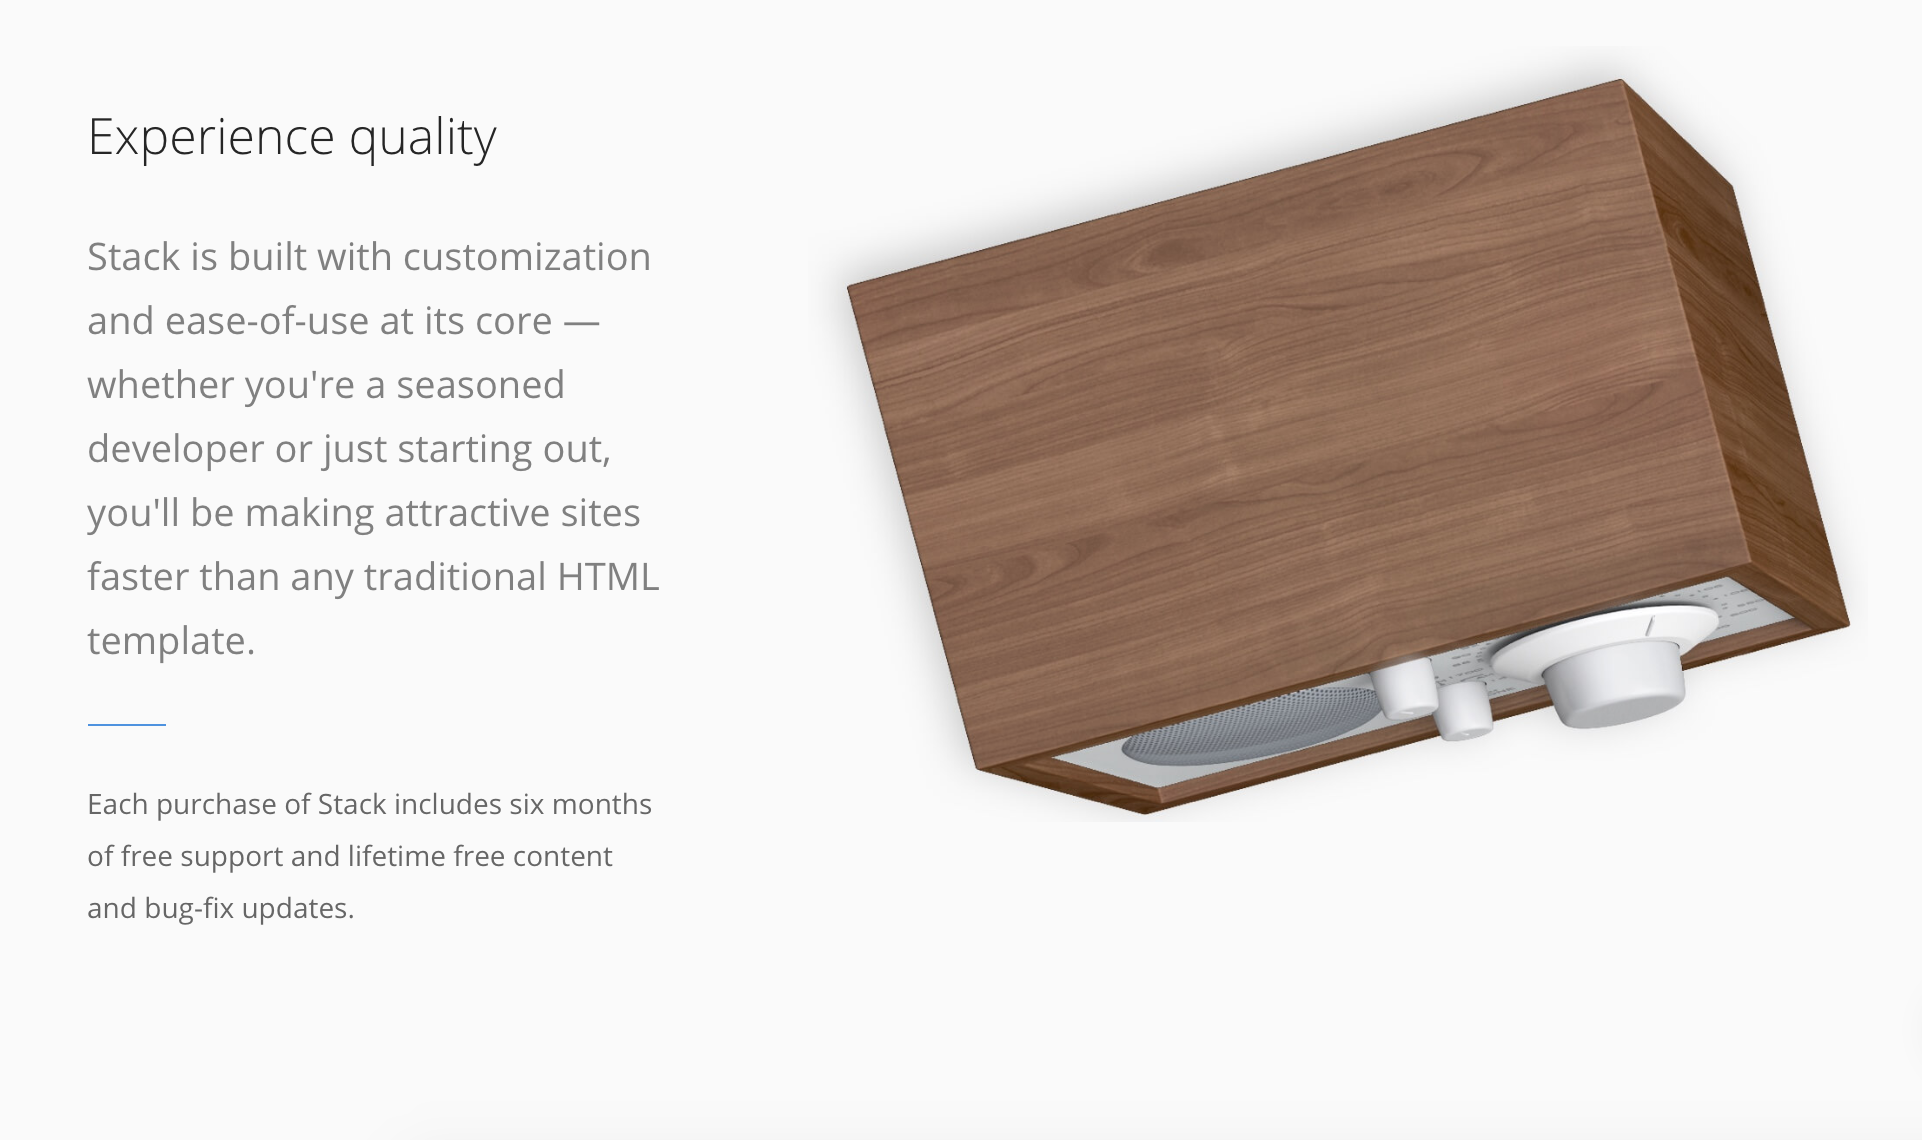 Experience quality
Stack is built with customization
and ease-of-use at its core —
whether you're a seasoned
developer or just starting out,
you'll be making attractive sites
faster than any traditional HTML
template.
Each purchase of Stack includes six months
of free support and lifetime free content
and bug-fix updates.